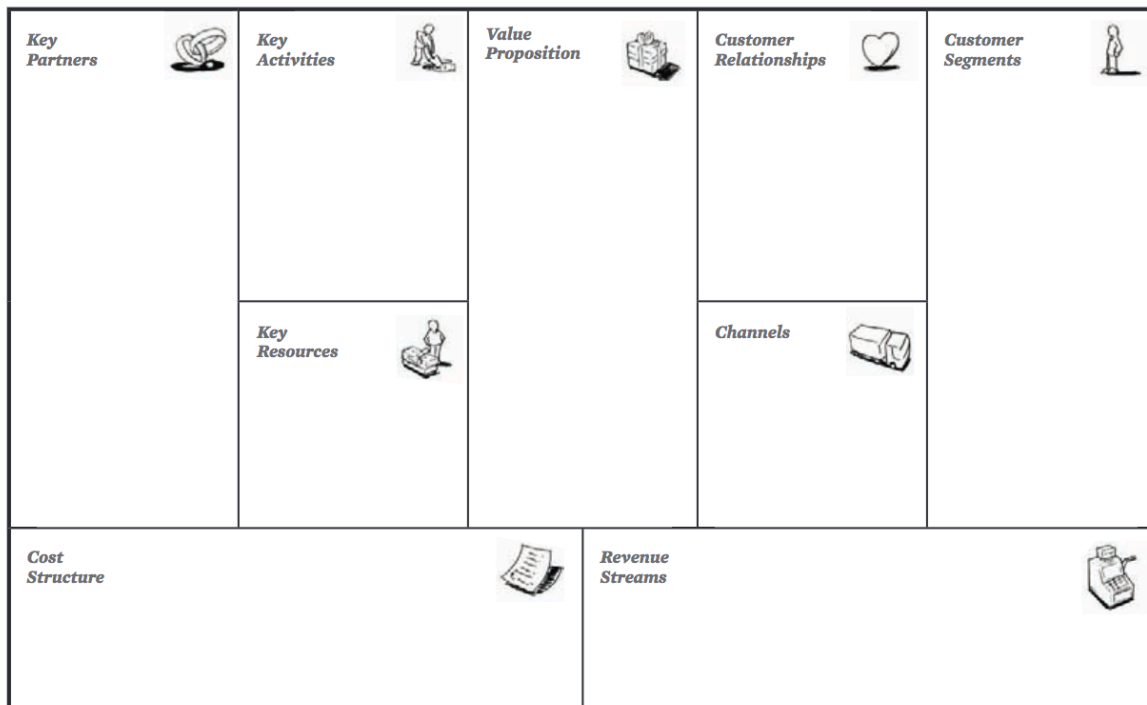 Key
Partners
Key
Activities
Value
Proposition
Customer
Relationships
Customer
Segments
Key
Resources
Channels
Cost
Structure
Revenue
Streams